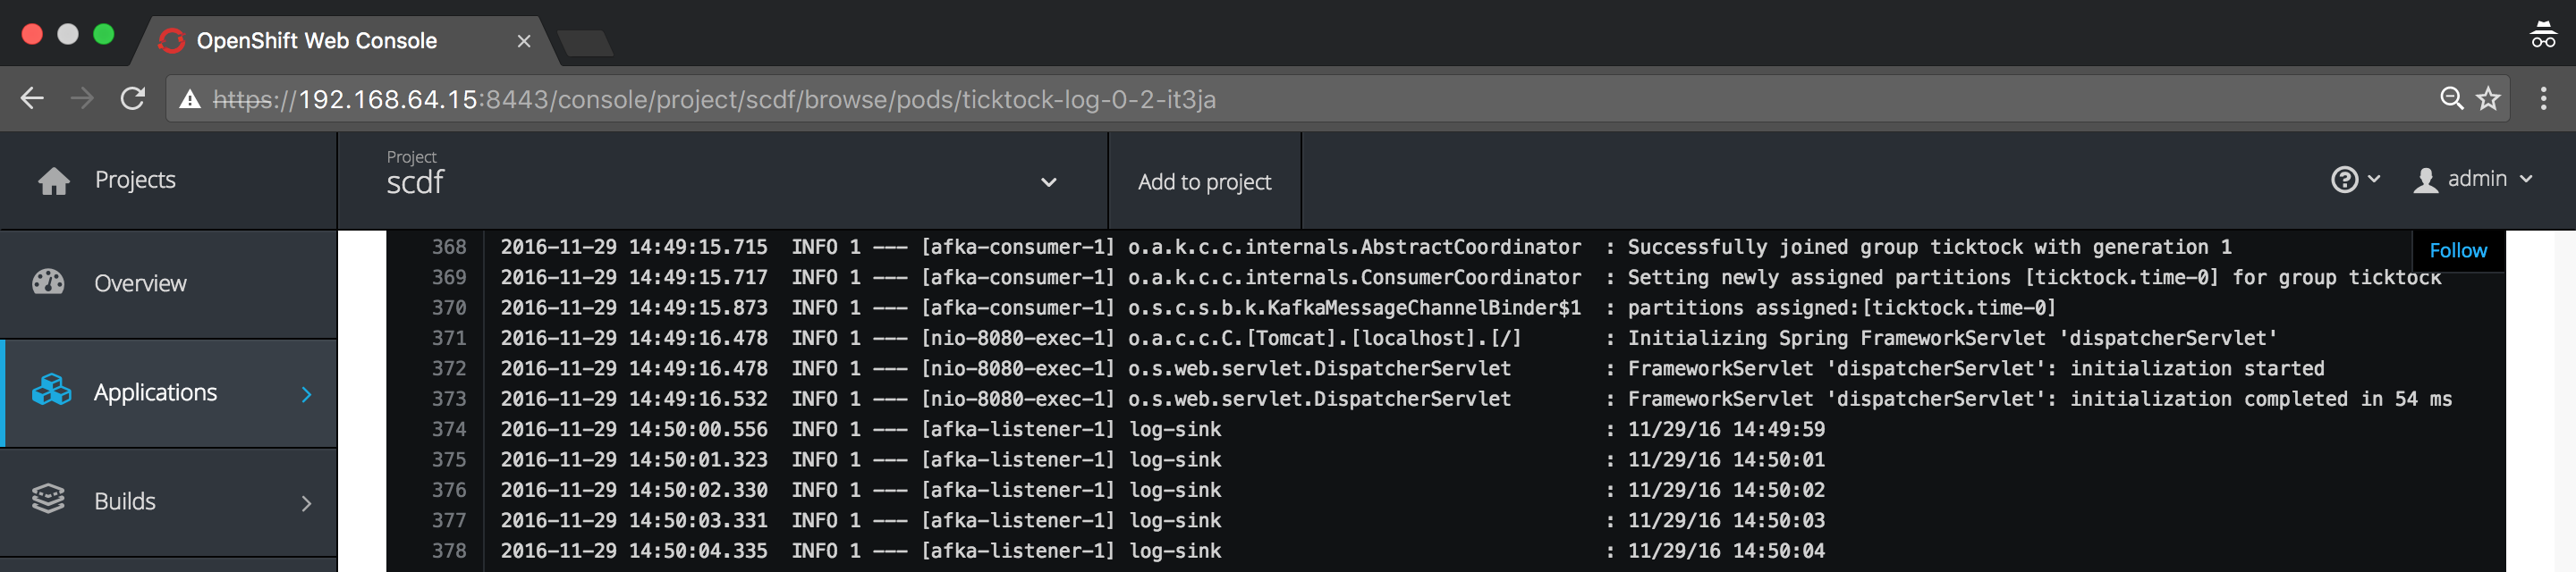 OpenShift Web Console
https://192.168.64.15:8443/console/project/scdf/browse/pods/ticktock-log-0-2-it3ja
Projects
Project
scdf
Add to project
admin
Overview
Applications
Builds
Follow
368 2016-11-29 14:49:15.715  INFO 1 --- [afka-consumer-1] o.a.k.c.c.internals.AbstractCoordinator  : Successfully joined group ticktock with generation 1
369 2016-11-29 14:49:15.717  INFO 1 --- [afka-consumer-1] o.a.k.c.c.internals.ConsumerCoordinator  : Setting newly assigned partitions [ticktock.time-0] for group ticktock
370 2016-11-29 14:49:15.873  INFO 1 --- [afka-consumer-1] o.s.c.s.b.k.KafkaMessageChannelBinder$1  : partitions assigned:[ticktock.time-0]
371 2016-11-29 14:49:16.478  INFO 1 --- [nio-8080-exec-1] o.a.c.c.C.[Tomcat].[localhost].[/]       : Initializing Spring FrameworkServlet 'dispatcherServlet'
372 2016-11-29 14:49:16.478  INFO 1 --- [nio-8080-exec-1] o.s.web.servlet.DispatcherServlet        : FrameworkServlet 'dispatcherServlet': initialization started
373 2016-11-29 14:49:16.532  INFO 1 --- [nio-8080-exec-1] o.s.web.servlet.DispatcherServlet        : FrameworkServlet 'dispatcherServlet': initialization completed in 54 ms
374 2016-11-29 14:50:00.556  INFO 1 --- [afka-listener-1] log-sink                                 : 11/29/16 14:49:59
375 2016-11-29 14:50:01.323  INFO 1 --- [afka-listener-1] log-sink                                 : 11/29/16 14:50:01
376 2016-11-29 14:50:02.330  INFO 1 --- [afka-listener-1] log-sink                                 : 11/29/16 14:50:02
377 2016-11-29 14:50:03.331  INFO 1 --- [afka-listener-1] log-sink                                 : 11/29/16 14:50:03
378 2016-11-29 14:50:04.335  INFO 1 --- [afka-listener-1] log-sink                                 : 11/29/16 14:50:04